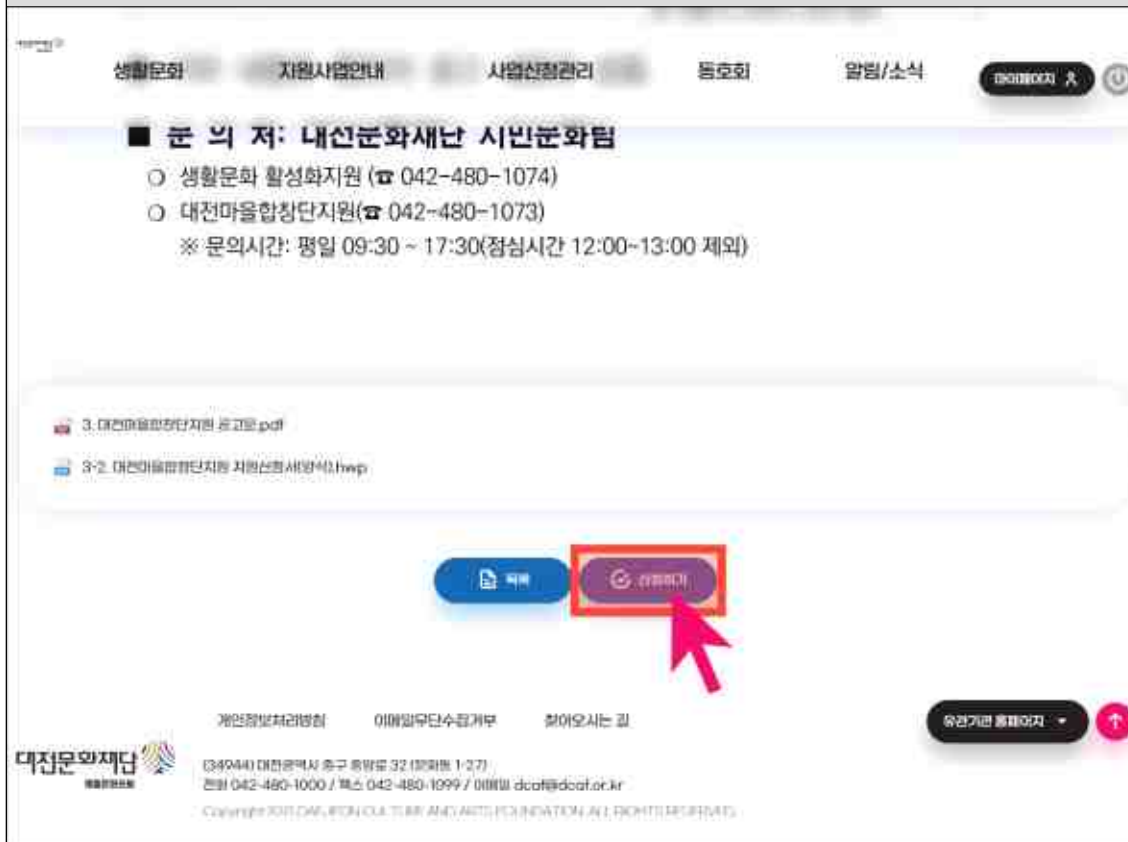 생활문화 지원사업안내 사업신청관리 동호회 알림/소식 마이페이지
■ 문 의 처: 대전문화재단 시민문화팀
○ 생활문화 활성화지원 (☎ 042-480-1074)
○ 대전마을합창단지원(☎ 042-480-1073)
※ 문의시간: 평일 09:30 ~ 17:30(점심시간 12:00~13:00 제외)
3. 대전마을합창단지원 공고문.pdf
3-2. 대전마을합창단지원 지원신청서(양식).hwp
목록 신청하기
개인정보처리방침 이메일무단수집거부 찾아오시는 길
유관기관 홈페이지
대전문화재단
(34944) 대전광역시 중구 중앙로 32 (문화동 1-27)
전화 042-480-1000 / 팩스 042-480-1099 / 이메일 dcaf@dcaf.or.kr
DAEJEON CULTURE AND ARTS FOUNDATION. ALL RIGHTS RESERVED.